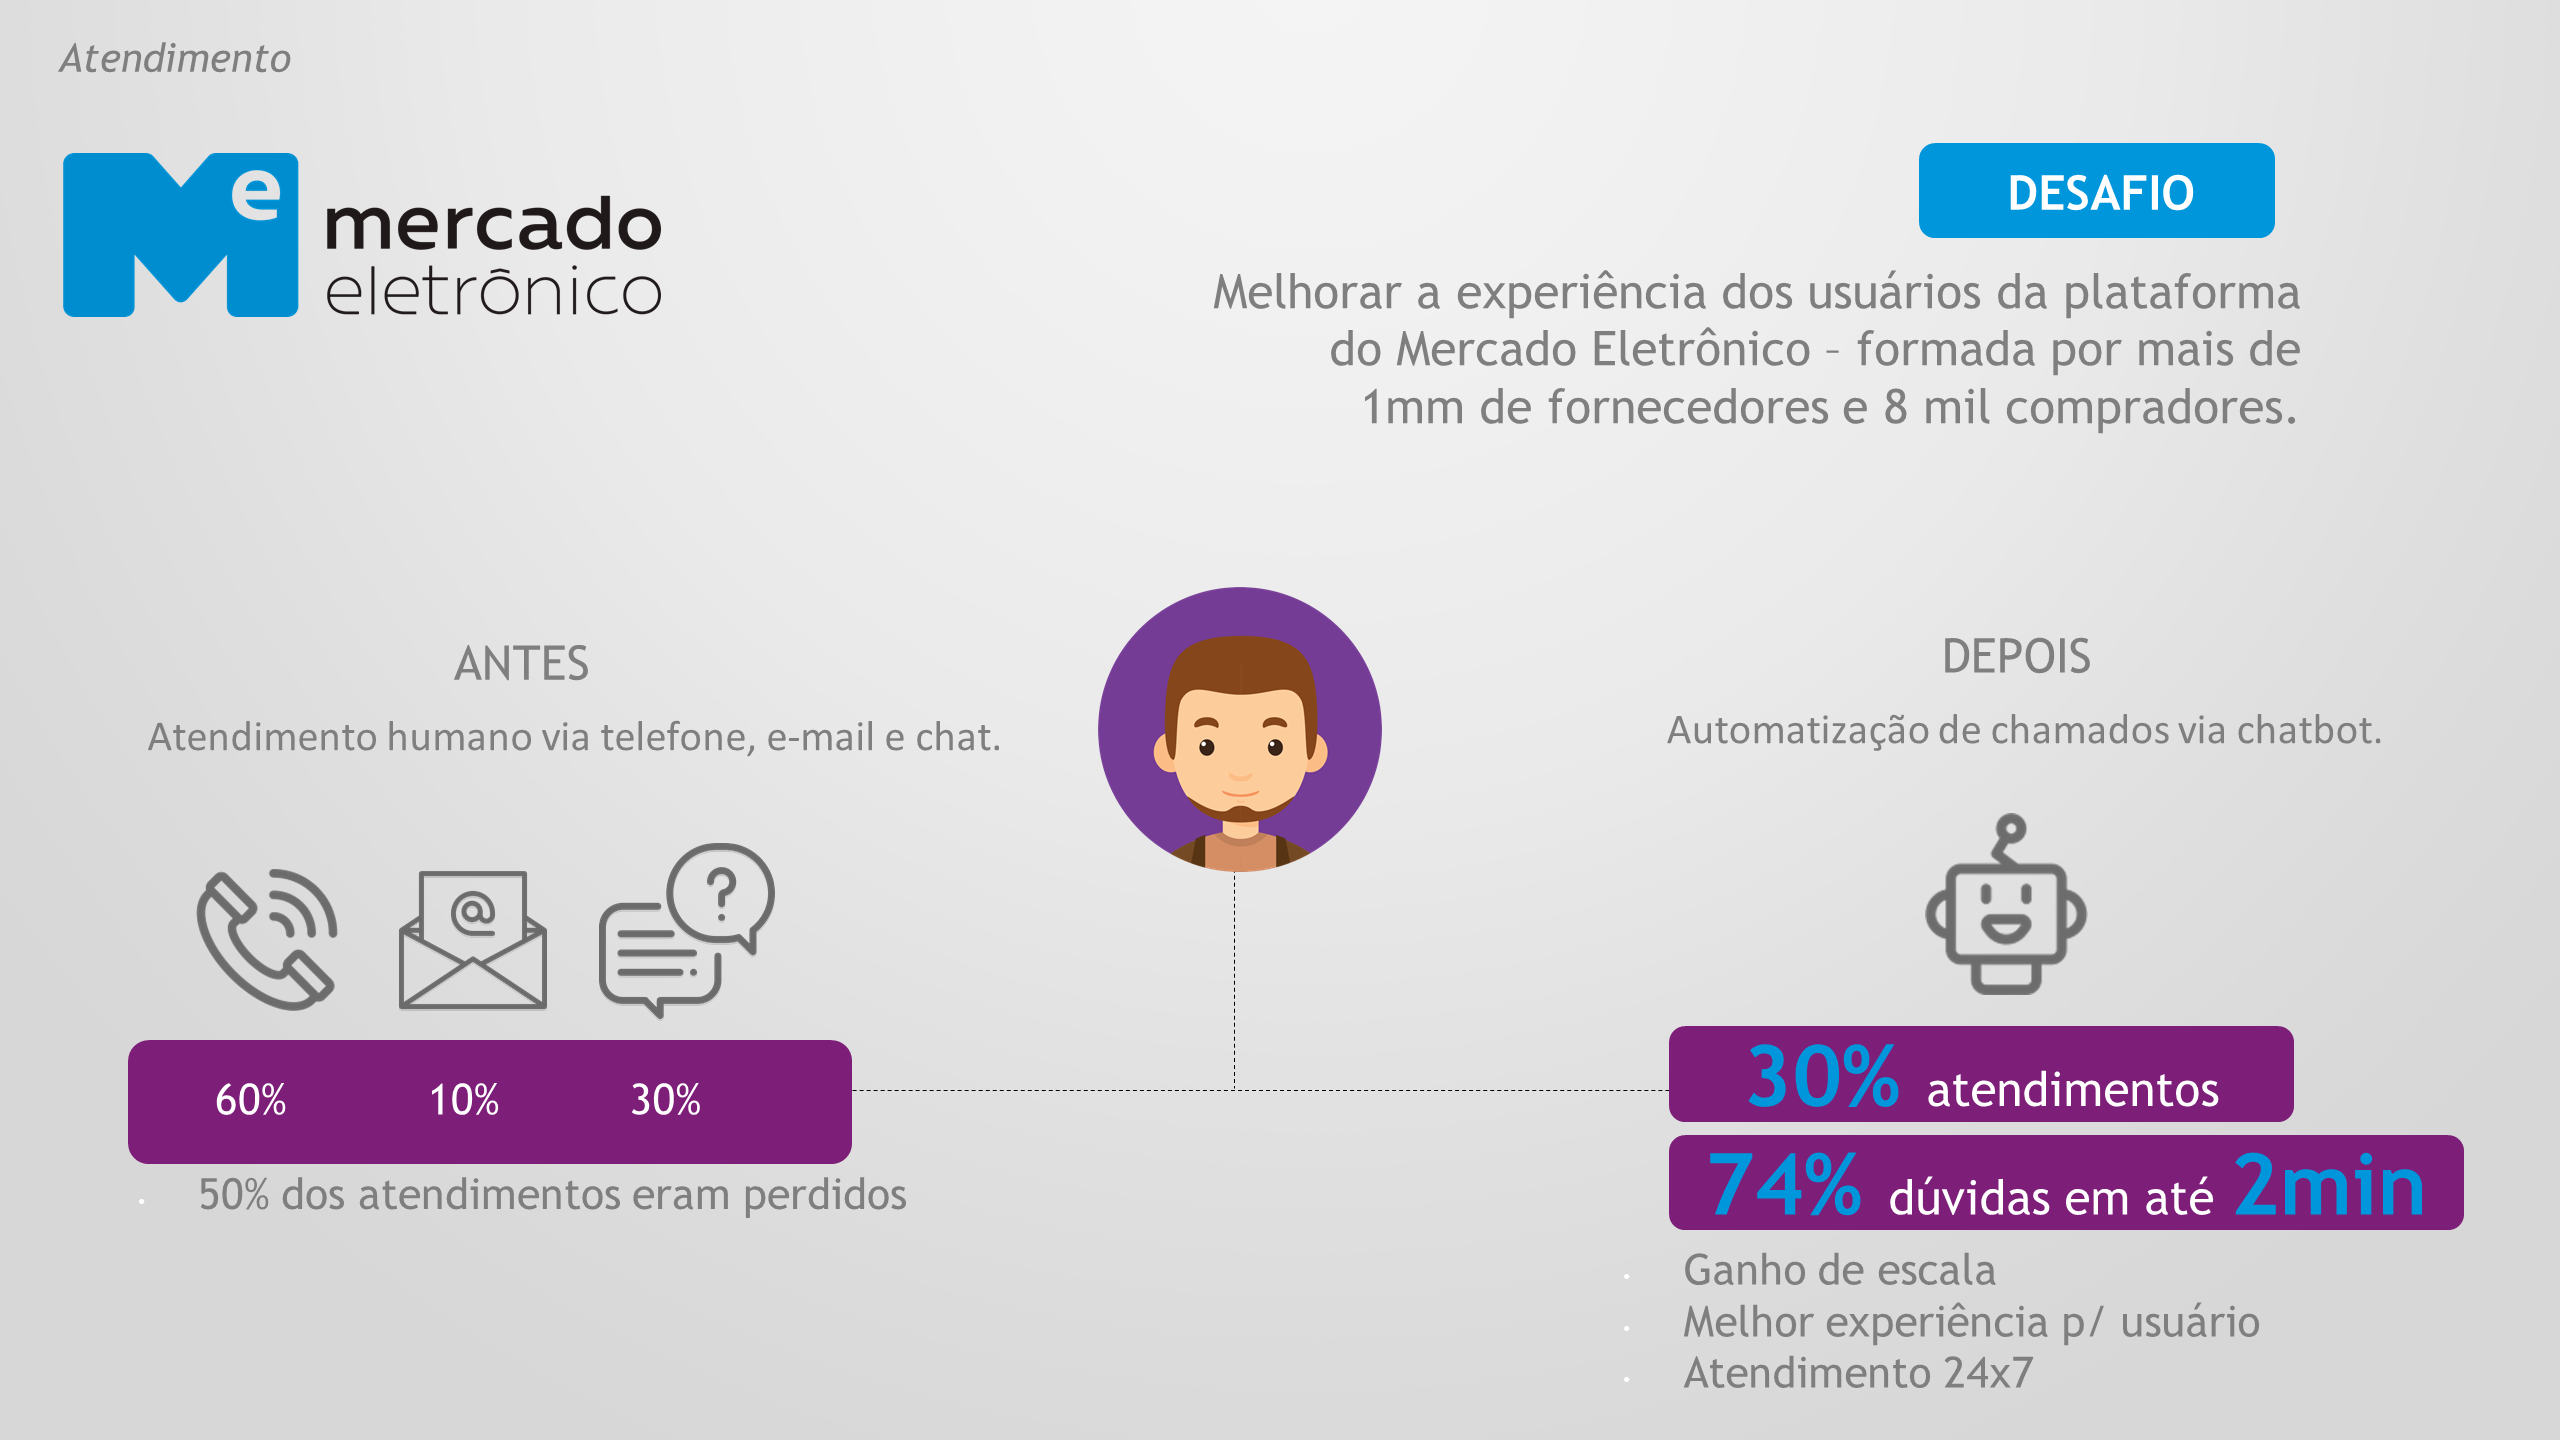 Atendimento
Me
mercado
eletrônico
DESAFIO
Melhorar a experiência dos usuários da plataforma
do Mercado Eletrônico – formada por mais de
1mm de fornecedores e 8 mil compradores.
ANTES
Atendimento humano via telefone, e-mail e chat.
@
?
60% 10% 30%
• 50% dos atendimentos eram perdidos
DEPOIS
Automatização de chamados via chatbot.
30% atendimentos
74% dúvidas em até 2min
• Ganho de escala
• Melhor experiência p/ usuário
• Atendimento 24x7